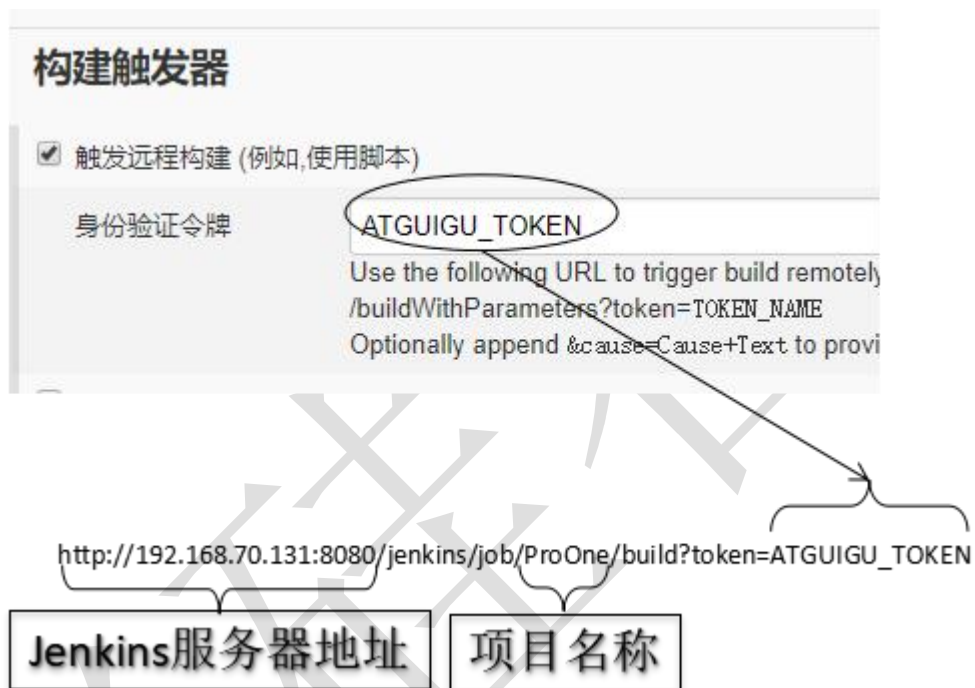 构建触发器
触发远程构建 (例如,使用脚本)
身份验证令牌
ATGUIGU_TOKEN
Use the following URL to trigger build remotely
/buildWithParameters?token=TOKEN_NAME
Optionally append &cause=Cause+Text to provi
http://192.168.70.131:8080/jenkins/job/ProOne/build?token=ATGUIGU_TOKEN
Jenkins服务器地址
项目名称